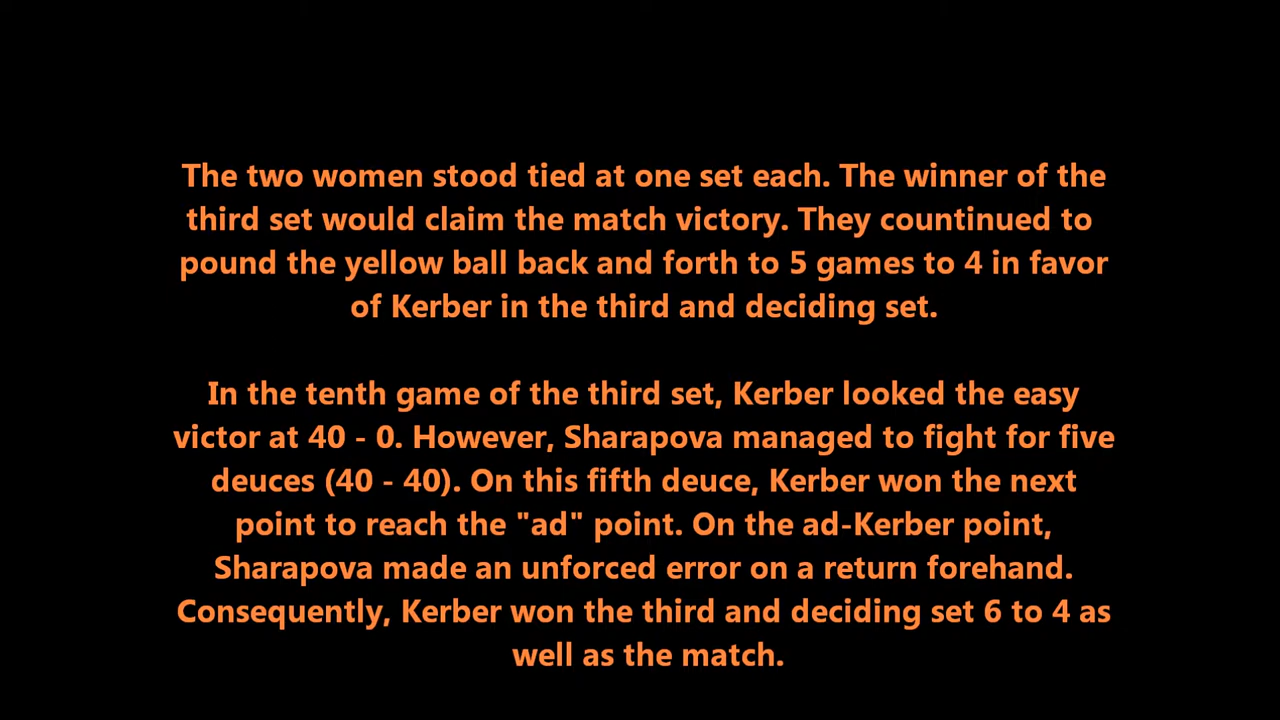 The two women stood tied at one set each. The winner of the
third set would claim the match victory. They countinued to
pound the yellow ball back and forth to 5 games to 4 in favor
of Kerber in the third and deciding set.
In the tenth game of the third set, Kerber looked the easy
victor at 40 - 0. However, Sharapova managed to fight for five
deuces (40 - 40). On this fifth deuce, Kerber won the next
point to reach the "ad" point. On the ad-Kerber point,
Sharapova made an unforced error on a return forehand.
Consequently, Kerber won the third and deciding set 6 to 4 as
well as the match.